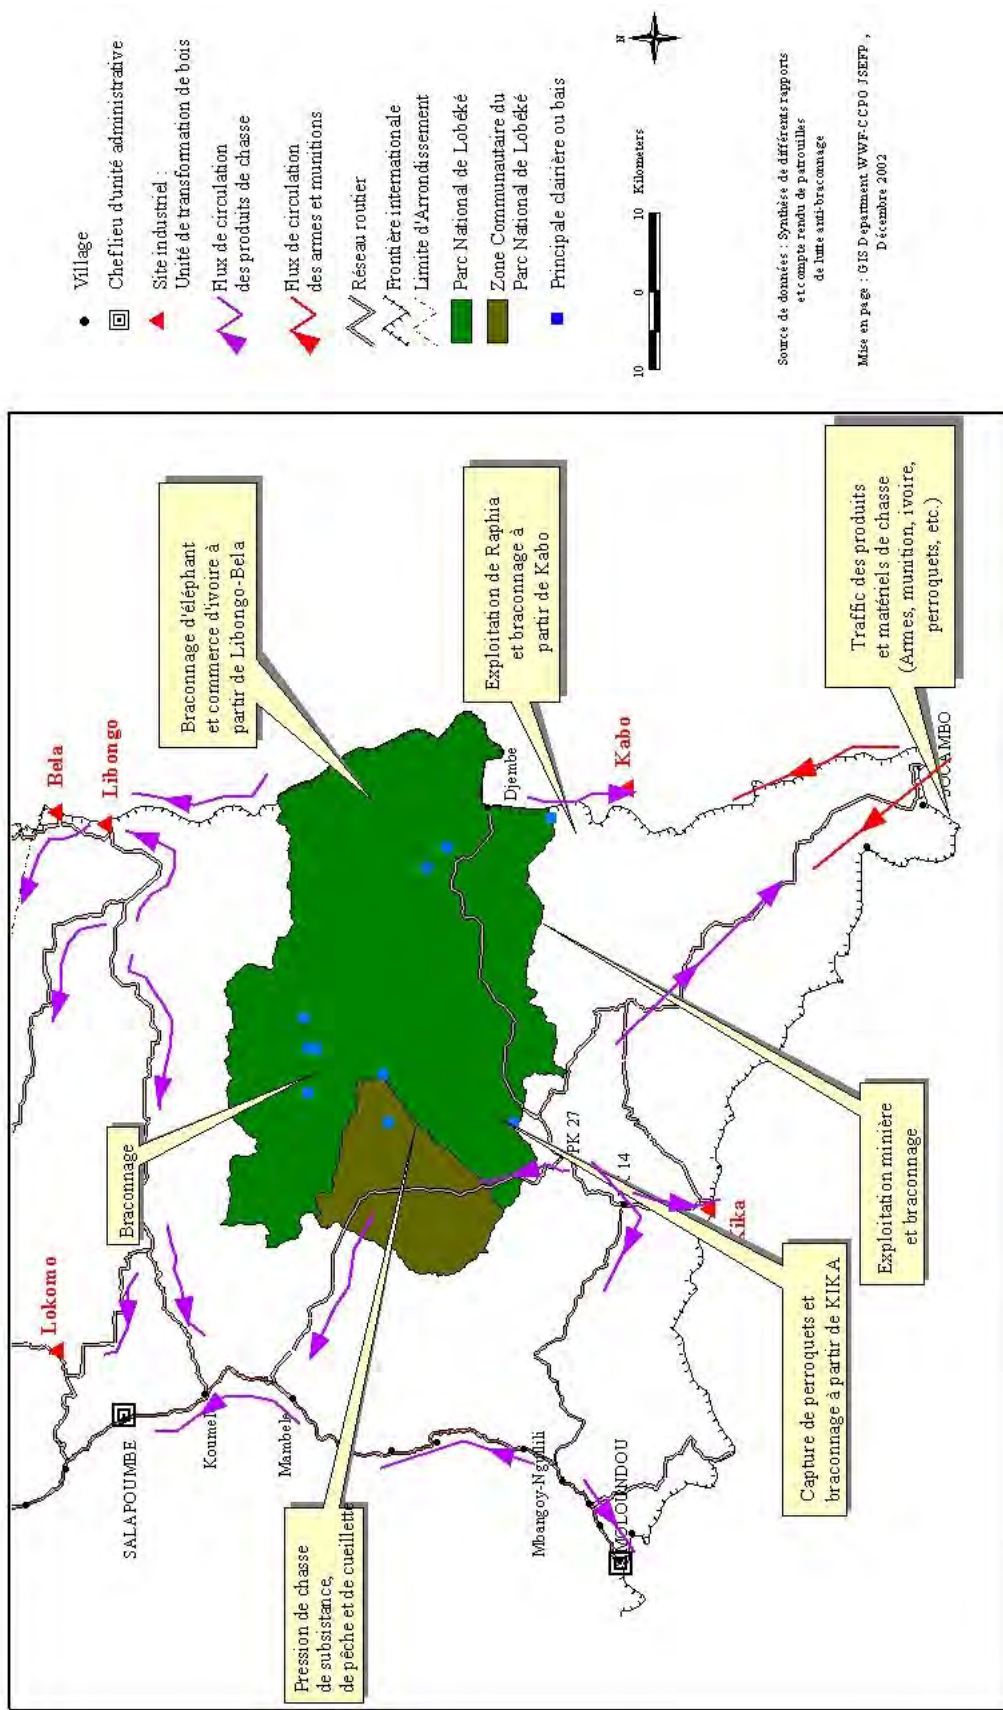 Bela
Libongo
Lokomo
SALAPOUMBE
Koumel
Mambele
Braconnage
Braconnage d'éléphant
et commerce d'ivoire à
partir de Libongo-Bela
Pression de chasse
de subsistance,
de pêche et de cueillette
Mbangoy-Ngulili
MOLOUNDOU
PK 27
14
Kika
Djembe
Kabo
SOCAMBO
Exploitation de Raphia
et braconnage à
partir de Kabo
Capture de perroquets et
braconnage à partir de KIKA
Exploitation minière
et braconnage
Traffic des produits
et matériels de chasse
(Armes, munition, ivoire,
perroquets, etc.)
Village
Chef lieu d'unité administrative
Site industriel :
Unité de transformation de bois
Flux de circulation
des produits de chasse
Flux de circulation
des armes et munitions
Réseau routier
Frontière internationale
Limite d'Arrondissement
Parc National de Lobéké
Zone Communautaire du
Parc National de Lobéké
Principale clairière ou bais
N
10 0 10 Kilometers
Source de données : Synthèse de différents rapports
et compte rendu de patrouilles
de lutte anti-braconnage
Mise en page : GIS Department WWF-CCPO JSEFP ,
Décembre 2002